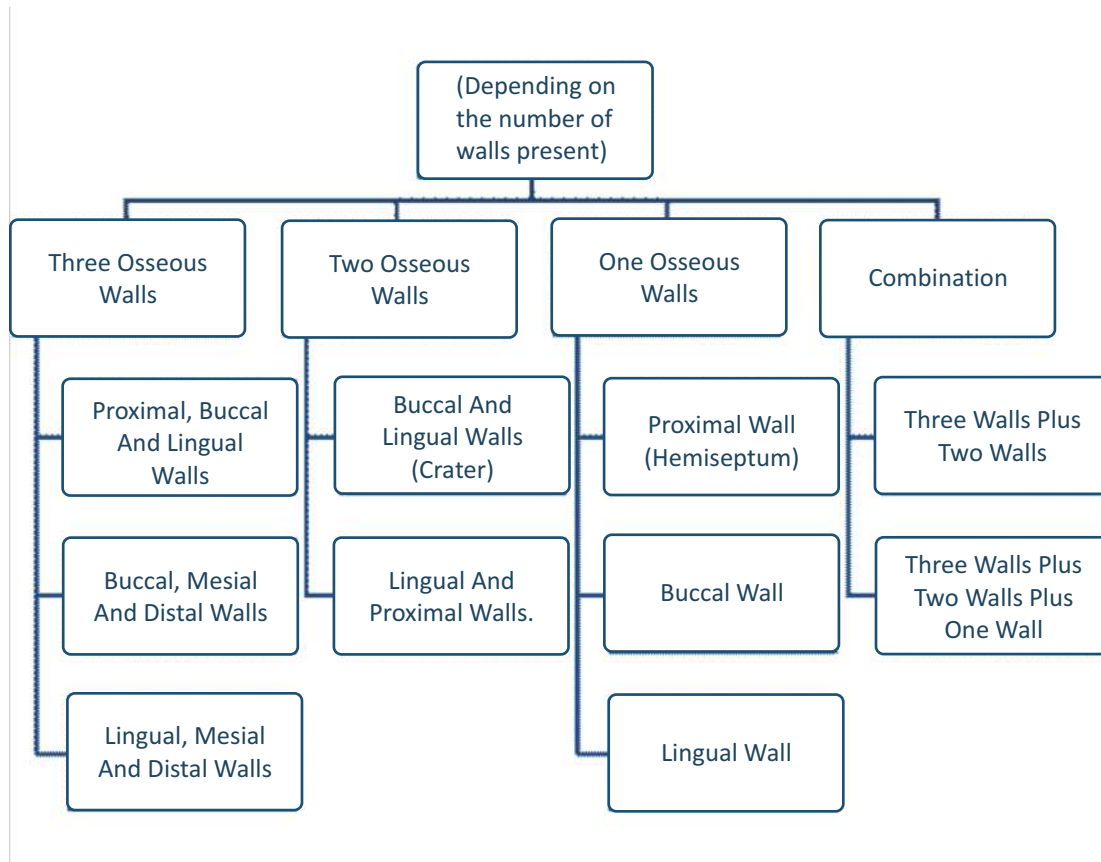 (Depending on
the number of
walls present)
Three Osseous
Walls
Two Osseous
Walls
One Osseous
Walls
Combination
Proximal, Buccal
And Lingual
Walls
Buccal, Mesial
And Distal Walls
Lingual, Mesial
And Distal Walls
Buccal And
Lingual Walls
(Crater)
Lingual And
Proximal Walls.
Proximal Wall
(Hemiseptum)
Buccal Wall
Lingual Wall
Three Walls Plus
Two Walls
Three Walls Plus
Two Walls Plus
One Wall